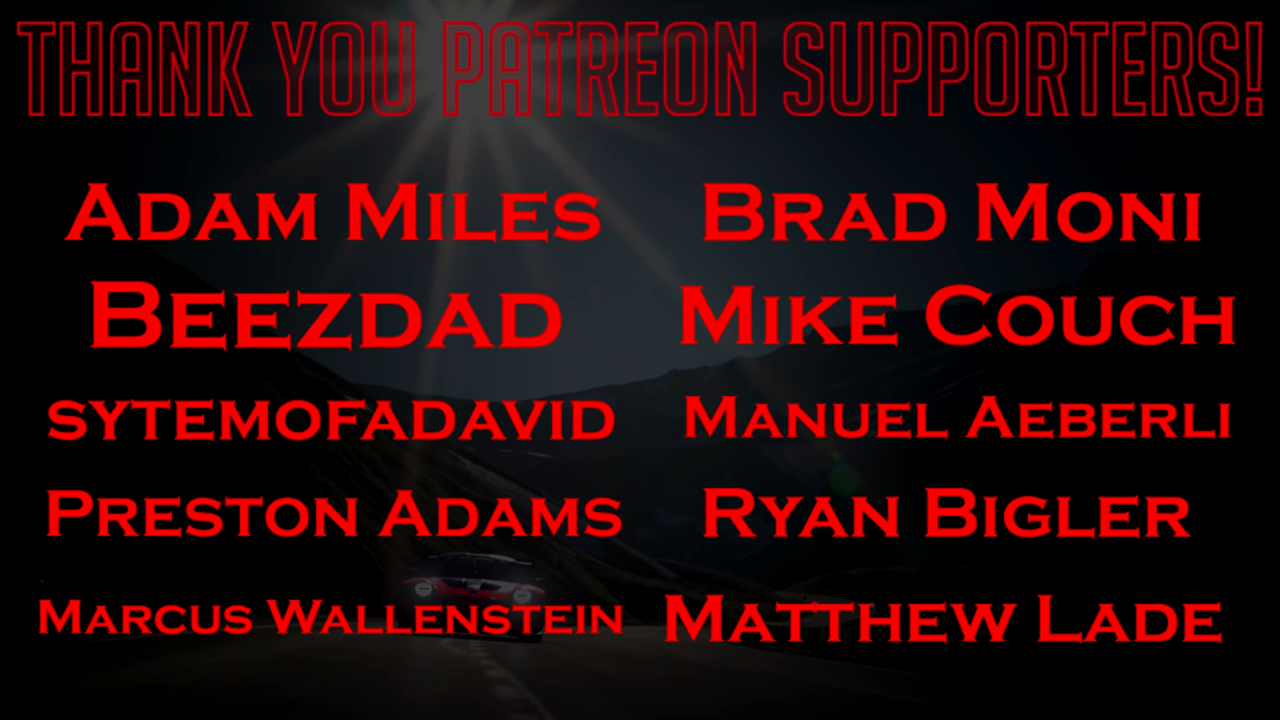 THANK YOU PATREON SUPPORTERS!
ADAM MILES
BRAD MONI
BEEZDAD
MIKE COUCH
SYTEMOFADAVID
MANUEL AEBERLI
PRESTON ADAMS
RYAN BIGLER
MARCUS WALLENSTEIN
MATTHEW LADE